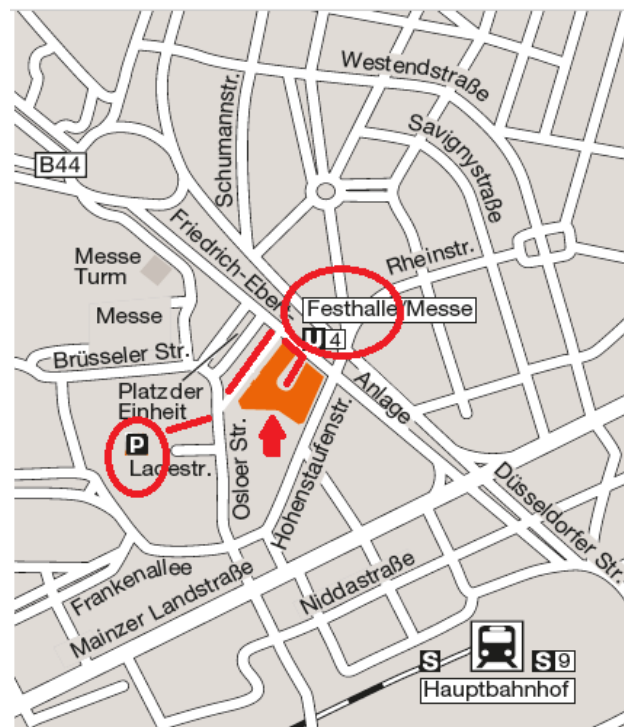 Westendstraße
Savignystraße
Schumannstr.
B44
Friedrich-Ebert
Rheinstr.
Messe
Turm
Festhalle/Messe
U 4
Messe
Brüsseler Str.
Anlage
Platz der
Einheit
P
Ladestr.
Osloer Str.
Hohenstaufenstr.
Düsseldorfer Str.
Frankenallee
Mainzer Landstraße
Niddastraße
S
S 9
Hauptbahnhof